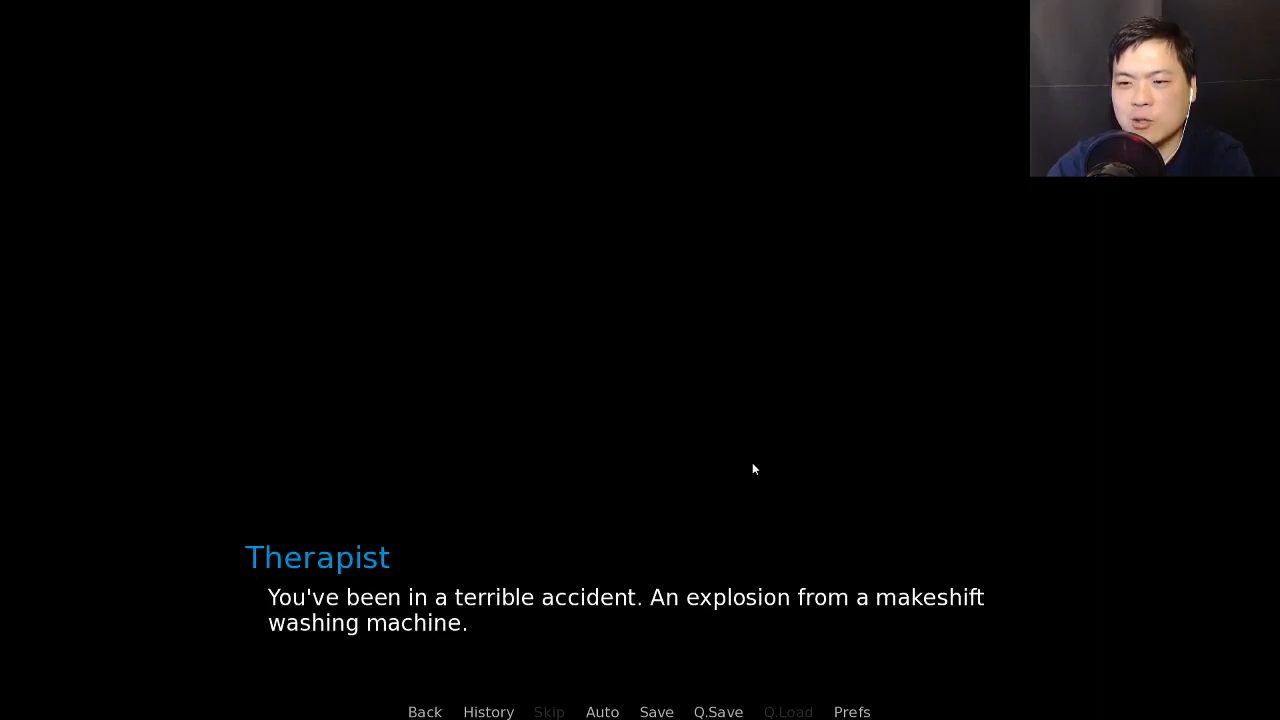 Therapist
You've been in a terrible accident. An explosion from a makeshift
washing machine.
Back History Skip Auto Save Q.Save Q.Load Prefs